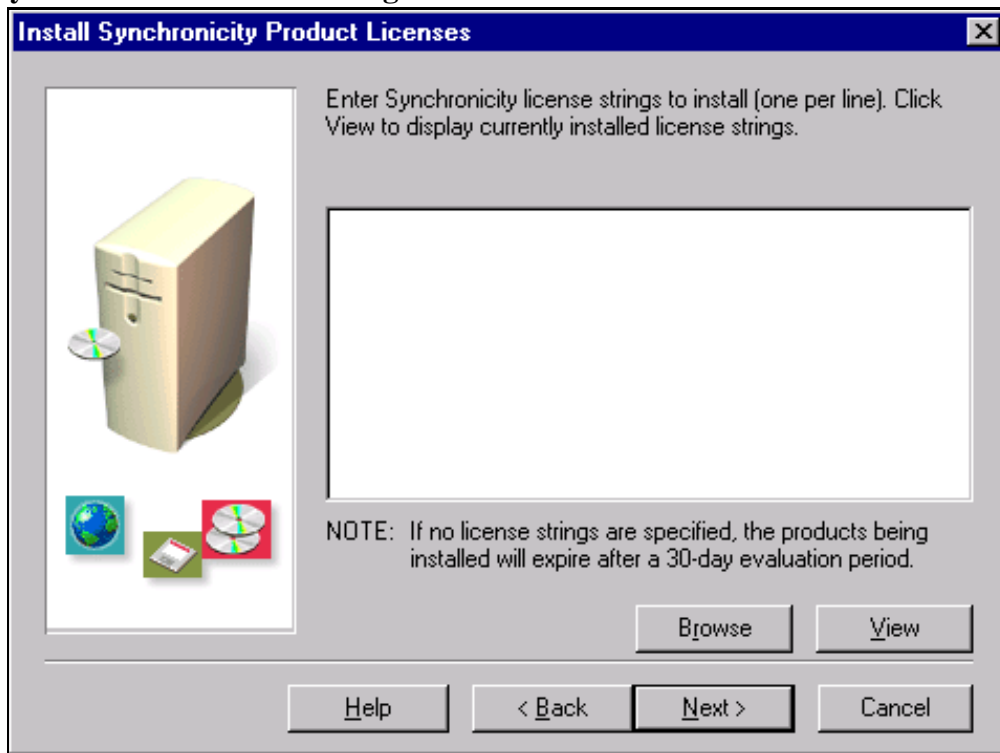 Install Synchronicity Product Licenses
Enter Synchronicity license strings to install (one per line). Click
View to display currently installed license strings.
NOTE: If no license strings are specified, the products being
installed will expire after a 30-day evaluation period.
Browse View
Help < Back Next > Cancel